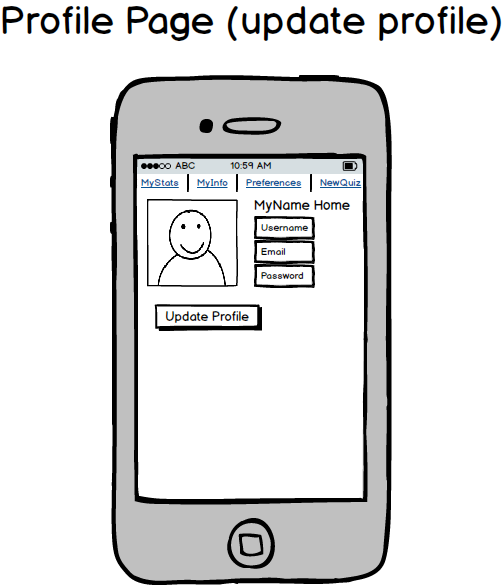 Profile Page (update profile)
ABC 10:59 AM
MyStats MyInfo Preferences NewQuiz
MyName Home
Username
Email
Password
Update Profile